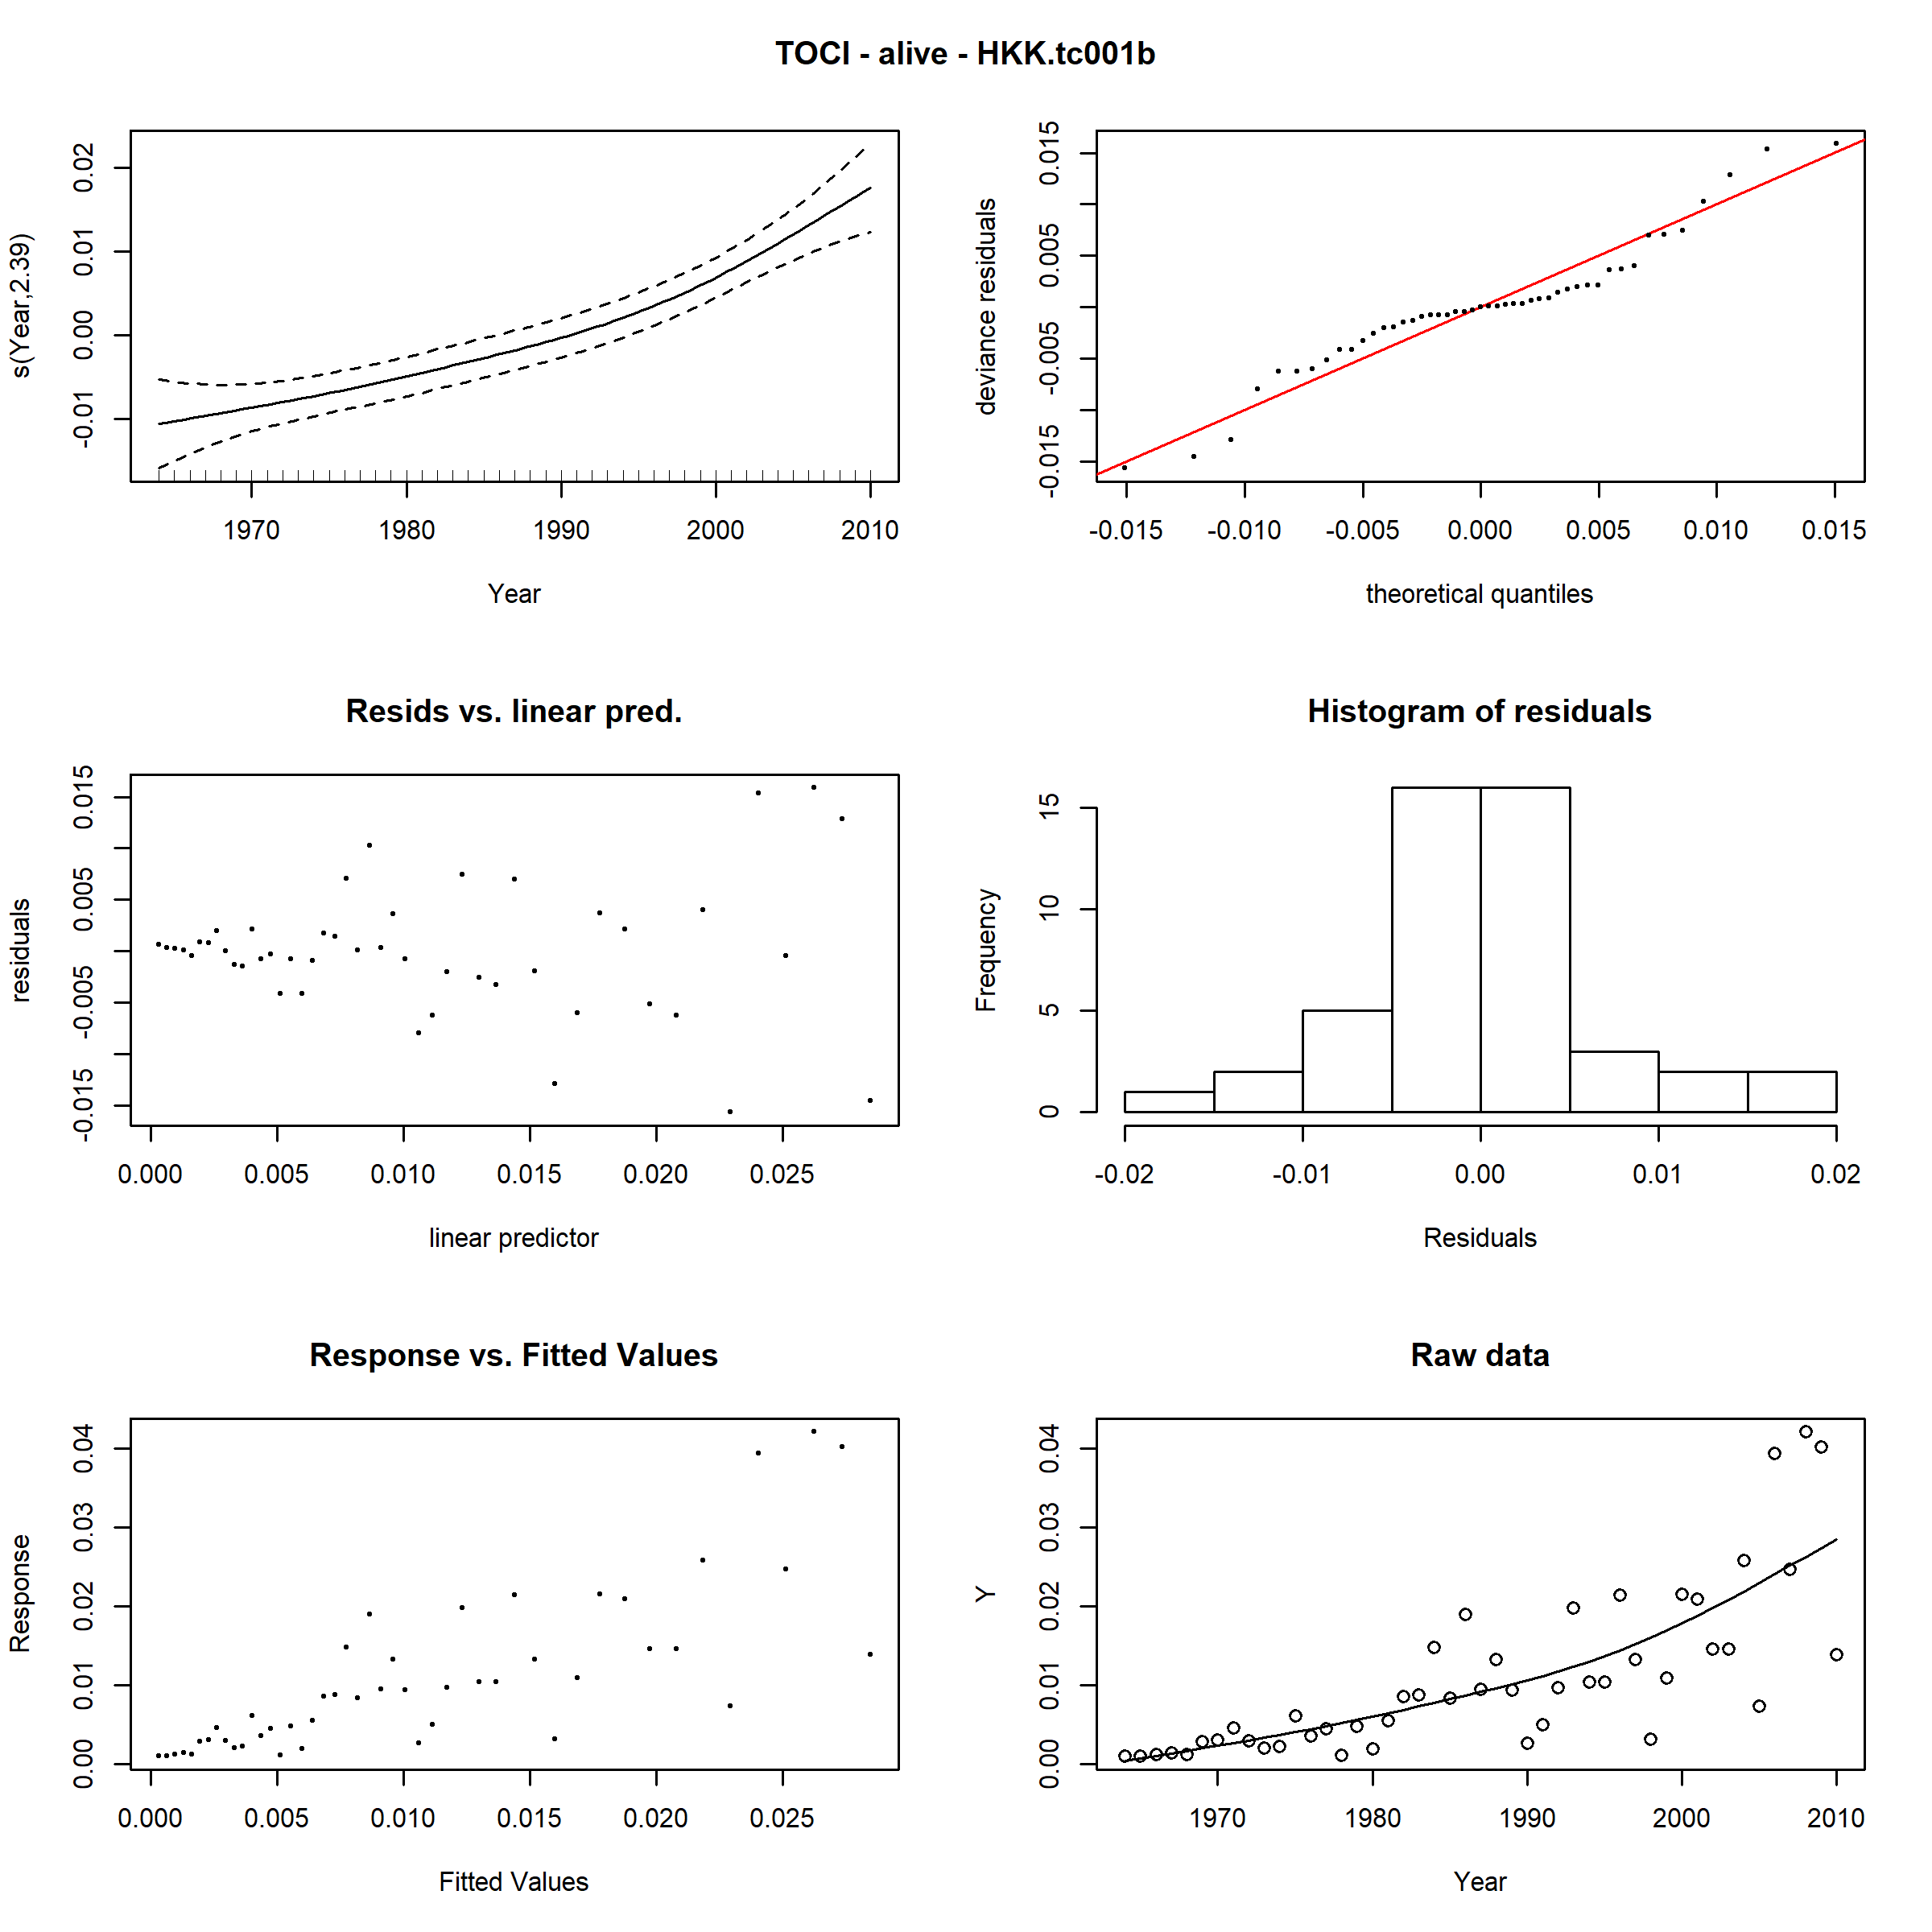 TOCI - alive - HKK.tc001b
s(Year,2.39)
0.02
0.01
0.00
-0.01
1970 1980 1990 2000 2010
Year
deviance residuals
0.015
0.005
-0.005
-0.015
-0.015 -0.010 -0.005 0.000 0.005 0.010 0.015
theoretical quantiles
Resids vs. linear pred.
residuals
0.015
0.005
-0.005
-0.015
0.000 0.005 0.010 0.015 0.020 0.025
linear predictor
Histogram of residuals
Frequency
15
10
5
0
-0.02 -0.01 0.00 0.01 0.02
Residuals
Response vs. Fitted Values
Response
0.04
0.03
0.02
0.01
0.00
0.000 0.005 0.010 0.015 0.020 0.025
Fitted Values
Raw data
Y
0.04
0.03
0.02
0.01
0.00
1970 1980 1990 2000 2010
Year